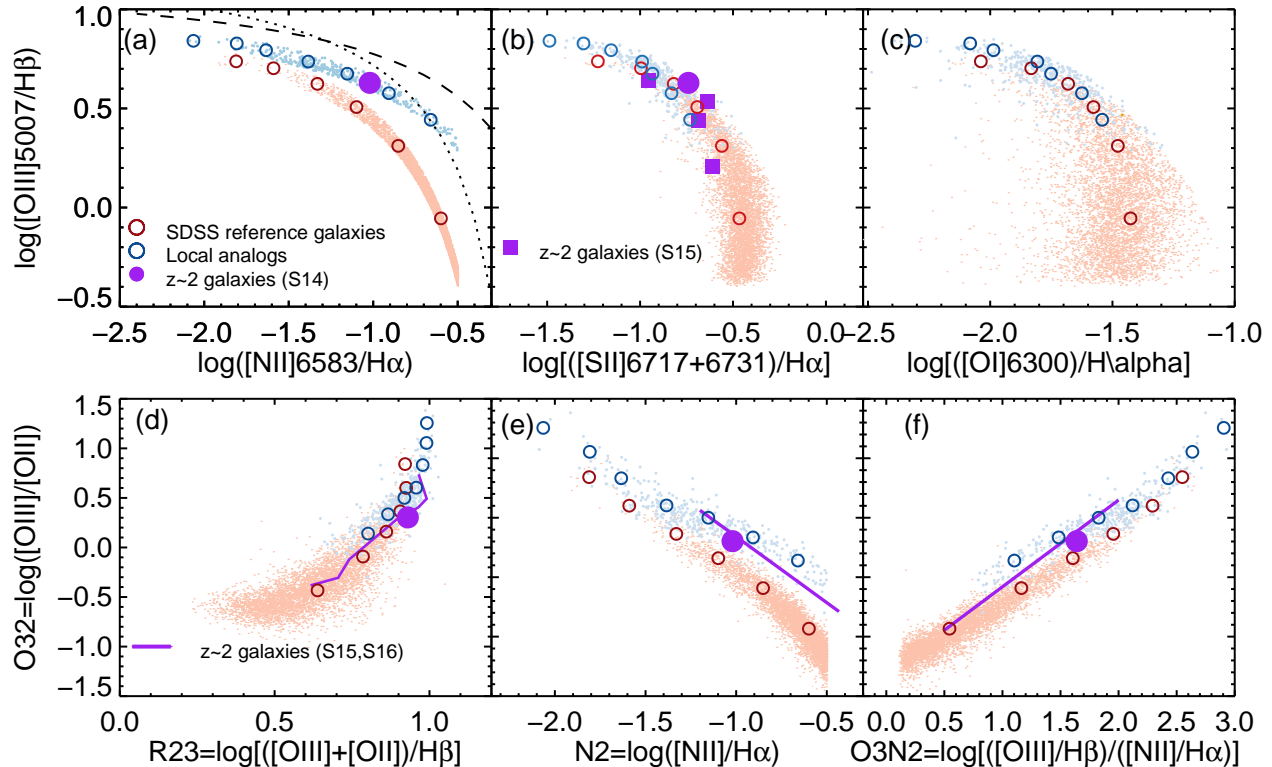 (a)
(b)
(c)
log([OIII]5007/Hβ)
1.0
0.5
0.0
−0.5
SDSS reference galaxies
Local analogs
z~2 galaxies (S14)
z~2 galaxies (S15)
−2.5 −2.0 −1.5 −1.0 −0.5
−1.5 −1.0 −0.5 0.0
−2.0 −1.5 −1.0
log([NII]6583/Hα)
log[([SII]6717+6731)/Hα]
log[([OI]6300)/H\alpha]
(d)
(e)
(f)
O32=log([OIII]/[OII])
1.5
1.0
0.5
0.0
−0.5
−1.0
−1.5
z~2 galaxies (S15,S16)
0.0 0.5 1.0
−2.0 −1.5 −1.0 −0.5
0.0 0.5 1.0 1.5 2.0 2.5 3.0
R23=log[([OIII]+[OII])/Hβ]
N2=log([NII]/Hα)
O3N2=log[([OIII]/Hβ)/([NII]/Hα)]